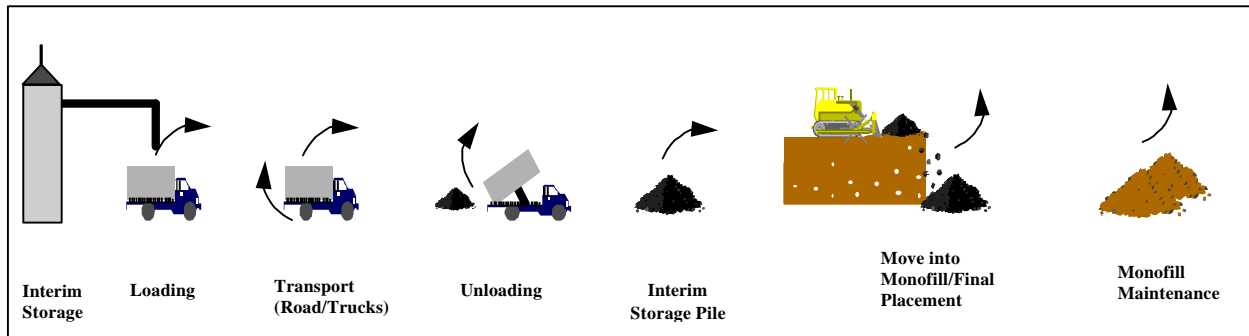 Interim
Storage
Loading
Transport
(Road/Trucks)
Unloading
Interim
Storage Pile
Move into
Monofill/Final
Placement
Monofill
Maintenance